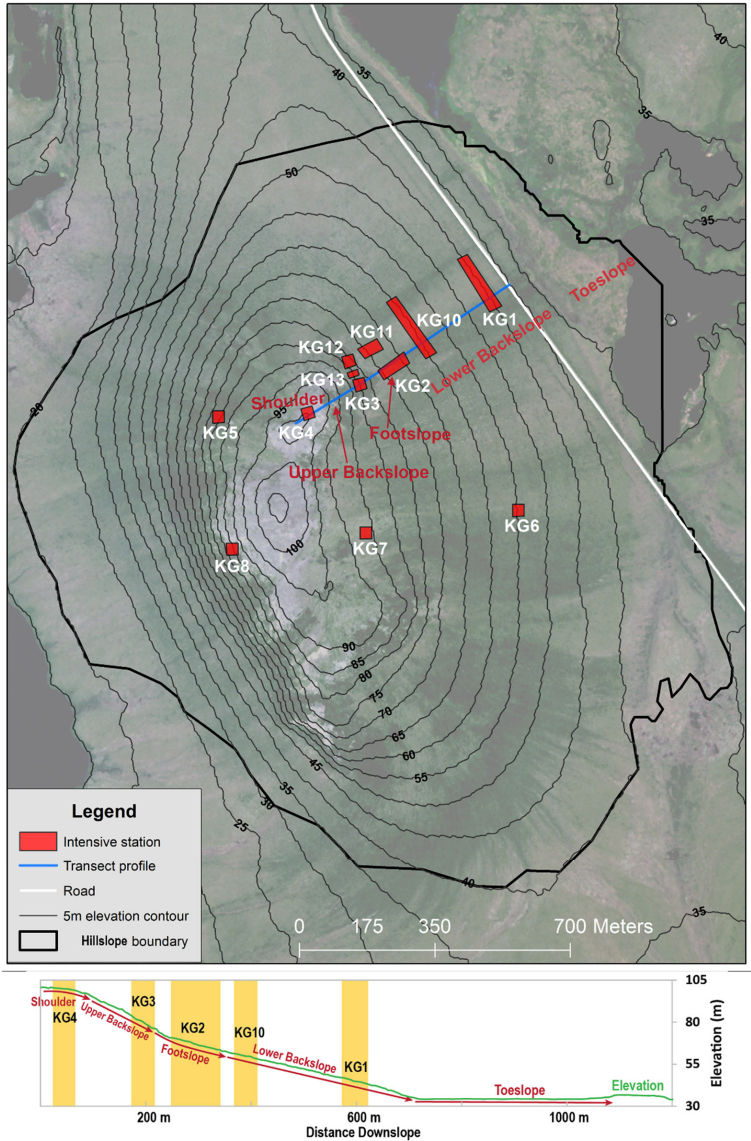 40
40
35
35
50
35
Toeslope
KG1
KG11
KG10
KG12
Lower Backslope
KG13
KG2
KG3
Shoulder
95
20
KG4
KG5
Footslope
Upper Backslope
KG6
KG7
100
KG8
90
85
80
75
70
65
60
55
45
35
30
25
40
35
Legend
Intensive station
Transect profile
Road
5m elevation contour
Hillslope boundary
0 175 350 700 Meters
105
Shoulder
KG4
Upper Backslope
KG3
KG2
Footslope
KG10
Lower Backslope
KG1
Toeslope
Elevation
80
55
30
Elevation (m)
200 m 600 m 1000 m
Distance Downslope